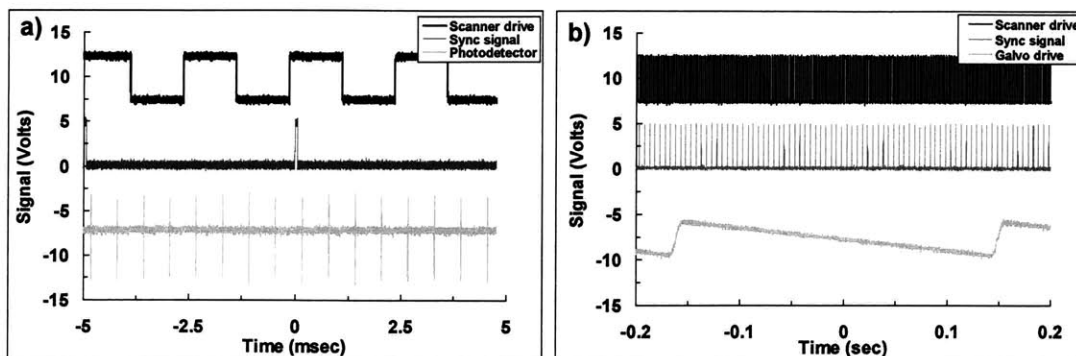 a)
Scanner drive
Sync signal
Photodetector
Signal (Volts)
15
10
5
0
-5
-10
-15
-5
-2.5
0
2.5
5
Time (msec)
b)
Scanner drive
Sync signal
Galvo drive
Signal (Volts)
15
10
5
0
-5
-10
-15
-0.2
-0.1
0
0.1
0.2
Time (sec)